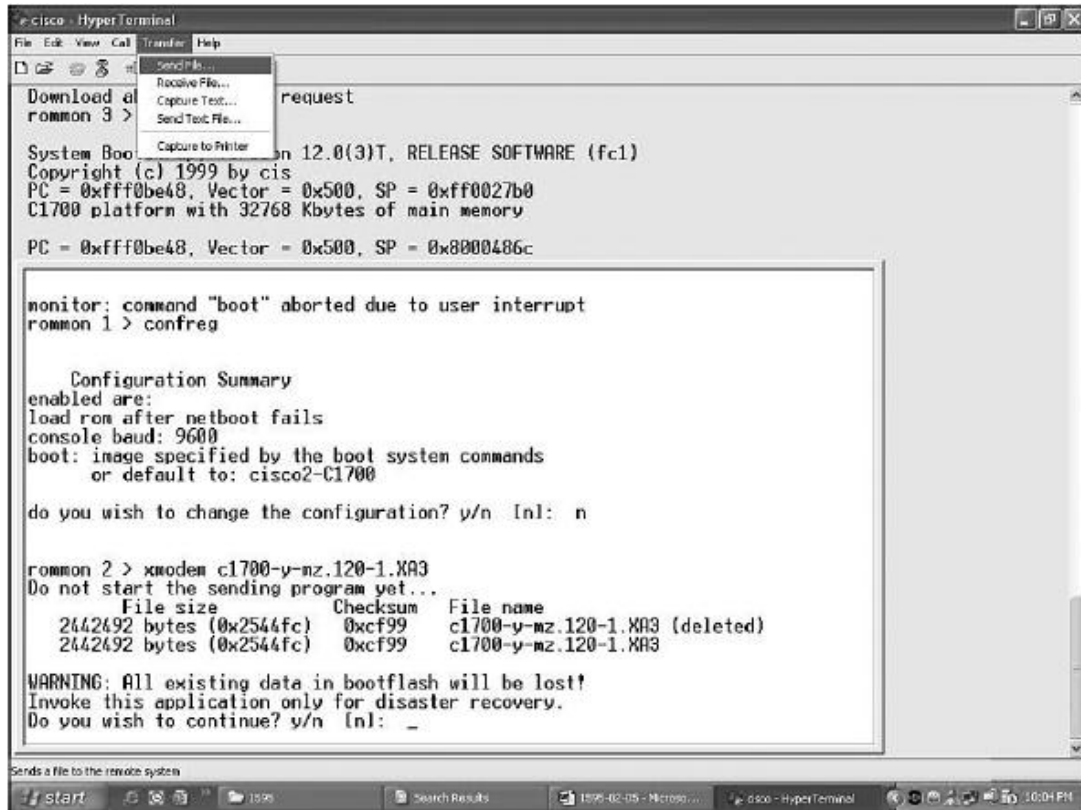 cisco - HyperTerminal
File Edit View Call Transfer Help
Send File...
Receive File...
Capture Text...
Send Text File...
Capture to Printer
Download a request
rommon 3 >
System Boo on 12.0(3)T, RELEASE SOFTWARE (fc1)
Copyright (c) 1999 by cis
PC = 0xfff0be48, Vector = 0x500, SP = 0xff0027b0
C1700 platform with 32768 Kbytes of main memory
PC = 0xfff0be48, Vector = 0x500, SP = 0x8000486c
monitor: command "boot" aborted due to user interrupt
rommon 1 > confreg
Configuration Summary
enabled are:
load rom after netboot fails
console baud: 9600
boot: image specified by the boot system commands
or default to: cisco2-C1700
do you wish to change the configuration? y/n [n]: n
rommon 2 > xmodem c1700-y-mz.120-1.XA3
Do not start the sending program yet...
File size Checksum File name
2442492 bytes (0x2544fc) 0xcf99 c1700-y-mz.120-1.XA3 (deleted)
2442492 bytes (0x2544fc) 0xcf99 c1700-y-mz.120-1.XA3
WARNING: All existing data in bootflash will be lost!
Invoke this application only for disaster recovery.
Do you wish to continue? y/n [n]: _
Sends a file to the remote system
start 1595 Search Results 1595-02-05 - Microso... cisco - HyperTerminal 10:04 PM